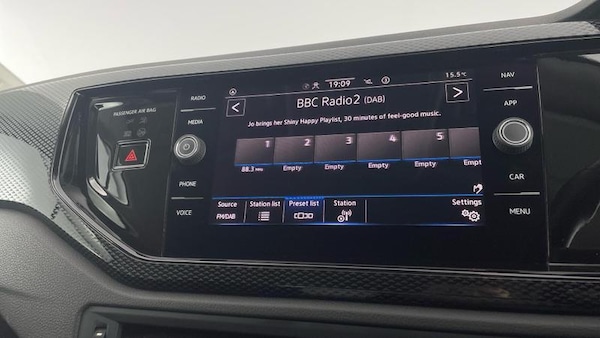 PASSENGER AIR BAG
RADIO
MEDIA
PHONE
VOICE
19:09
15.5°C
BBC Radio2 (DAB)
Jo brings her Shiny Happy Playlist, 30 minutes of feel-good music.
1 2 3 4 5
88.3 MHz Empty Empty Empty Empty Empt
Source Station list Preset list Station Settings
FM/DAB
NAV
APP
CAR
MENU